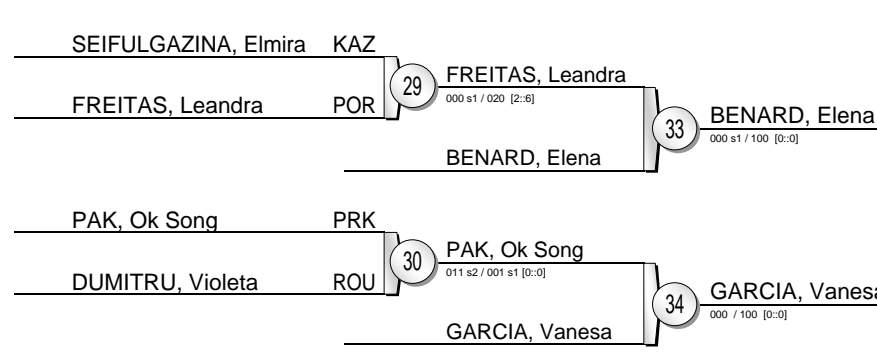 SEIFULGAZINA, Elmira KAZ
29
FREITAS, Leandra
000 s1 / 020 [2::6]
FREITAS, Leandra POR
33
BENARD, Elena
000 s1 / 100 [0::0]
BENARD, Elena
PAK, Ok Song PRK
30
PAK, Ok Song
011 s2 / 001 s1 [0::0]
DUMITRU, Violeta ROU
34
GARCIA, Vanesa
000 / 100 [0::0]
GARCIA, Vanesa